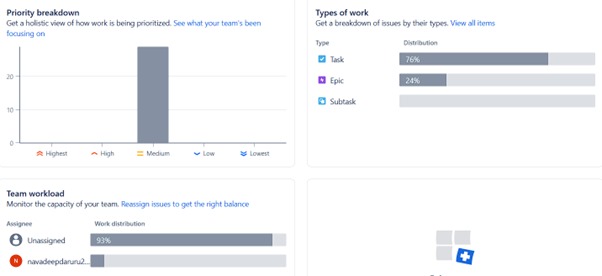 Priority breakdown
Get a holistic view of how work is being prioritized. See what your team's been
focusing on
20
10
0
Highest
High
Medium
Low
Lowest
Types of work
Get a breakdown of issues by their types. View all items
Type Distribution
Task 76%
Epic 24%
Subtask
Team workload
Monitor the capacity of your team. Reassign issues to get the right balance
Assignee Work distribution
Unassigned 93%
N navadeepdaruru2...